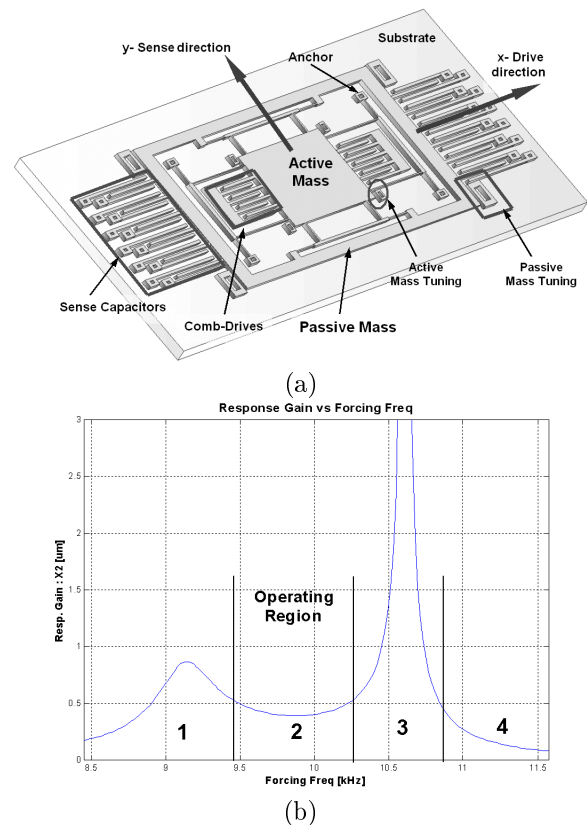 y- Sense direction
Substrate
Anchor
x- Drive
direction
Active
Mass
Sense Capacitors
Comb-Drives
Passive Mass
Active
Mass Tuning
Passive
Mass Tuning
(a)
Response Gain vs Forcing Freq
3
2.5
2
1.5
1
0.5
0
Resp. Gain : X2 [um]
Operating
Region
1
2
3
4
8.5
9
9.5
10
10.5
11
11.5
Forcing Freq [kHz]
(b)